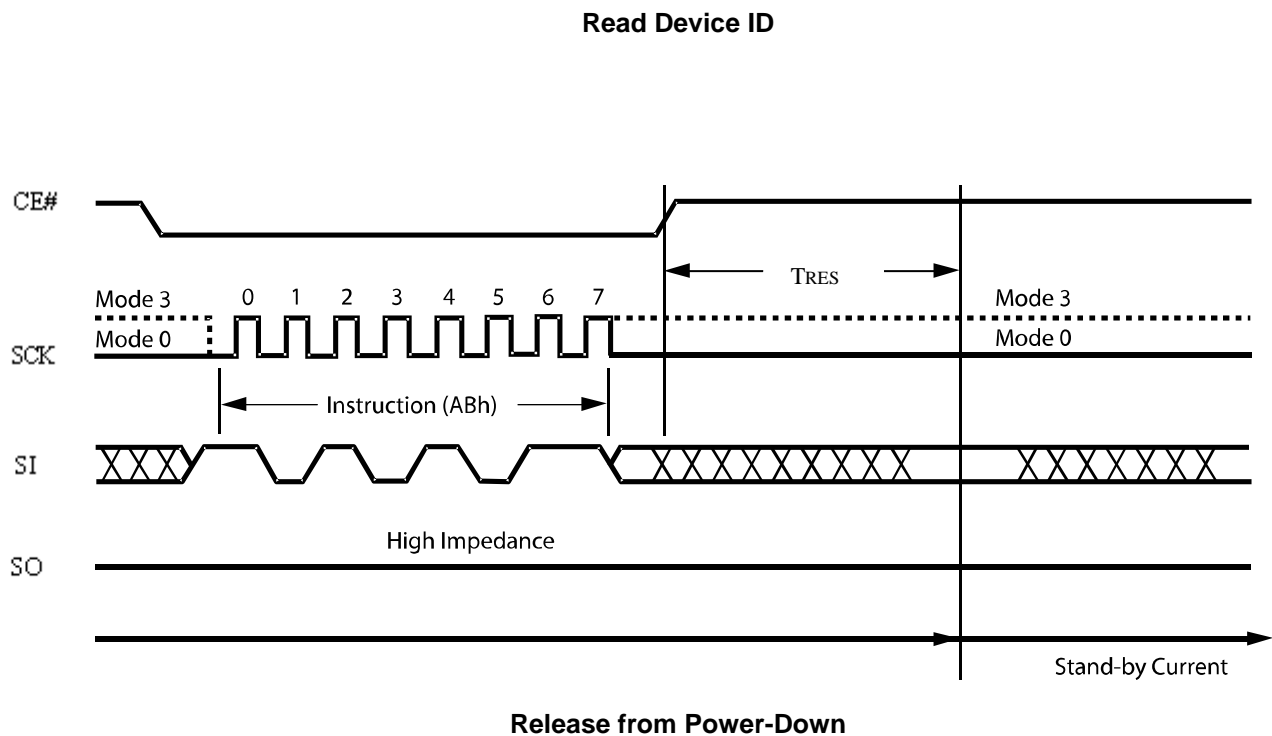 Read Device ID
CE#
TRES
Mode 3 0 1 2 3 4 5 6 7 Mode 3
Mode 0 Mode 0
SCK
Instruction (ABh)
SI
High Impedance
SO
Stand-by Current
Release from Power-Down